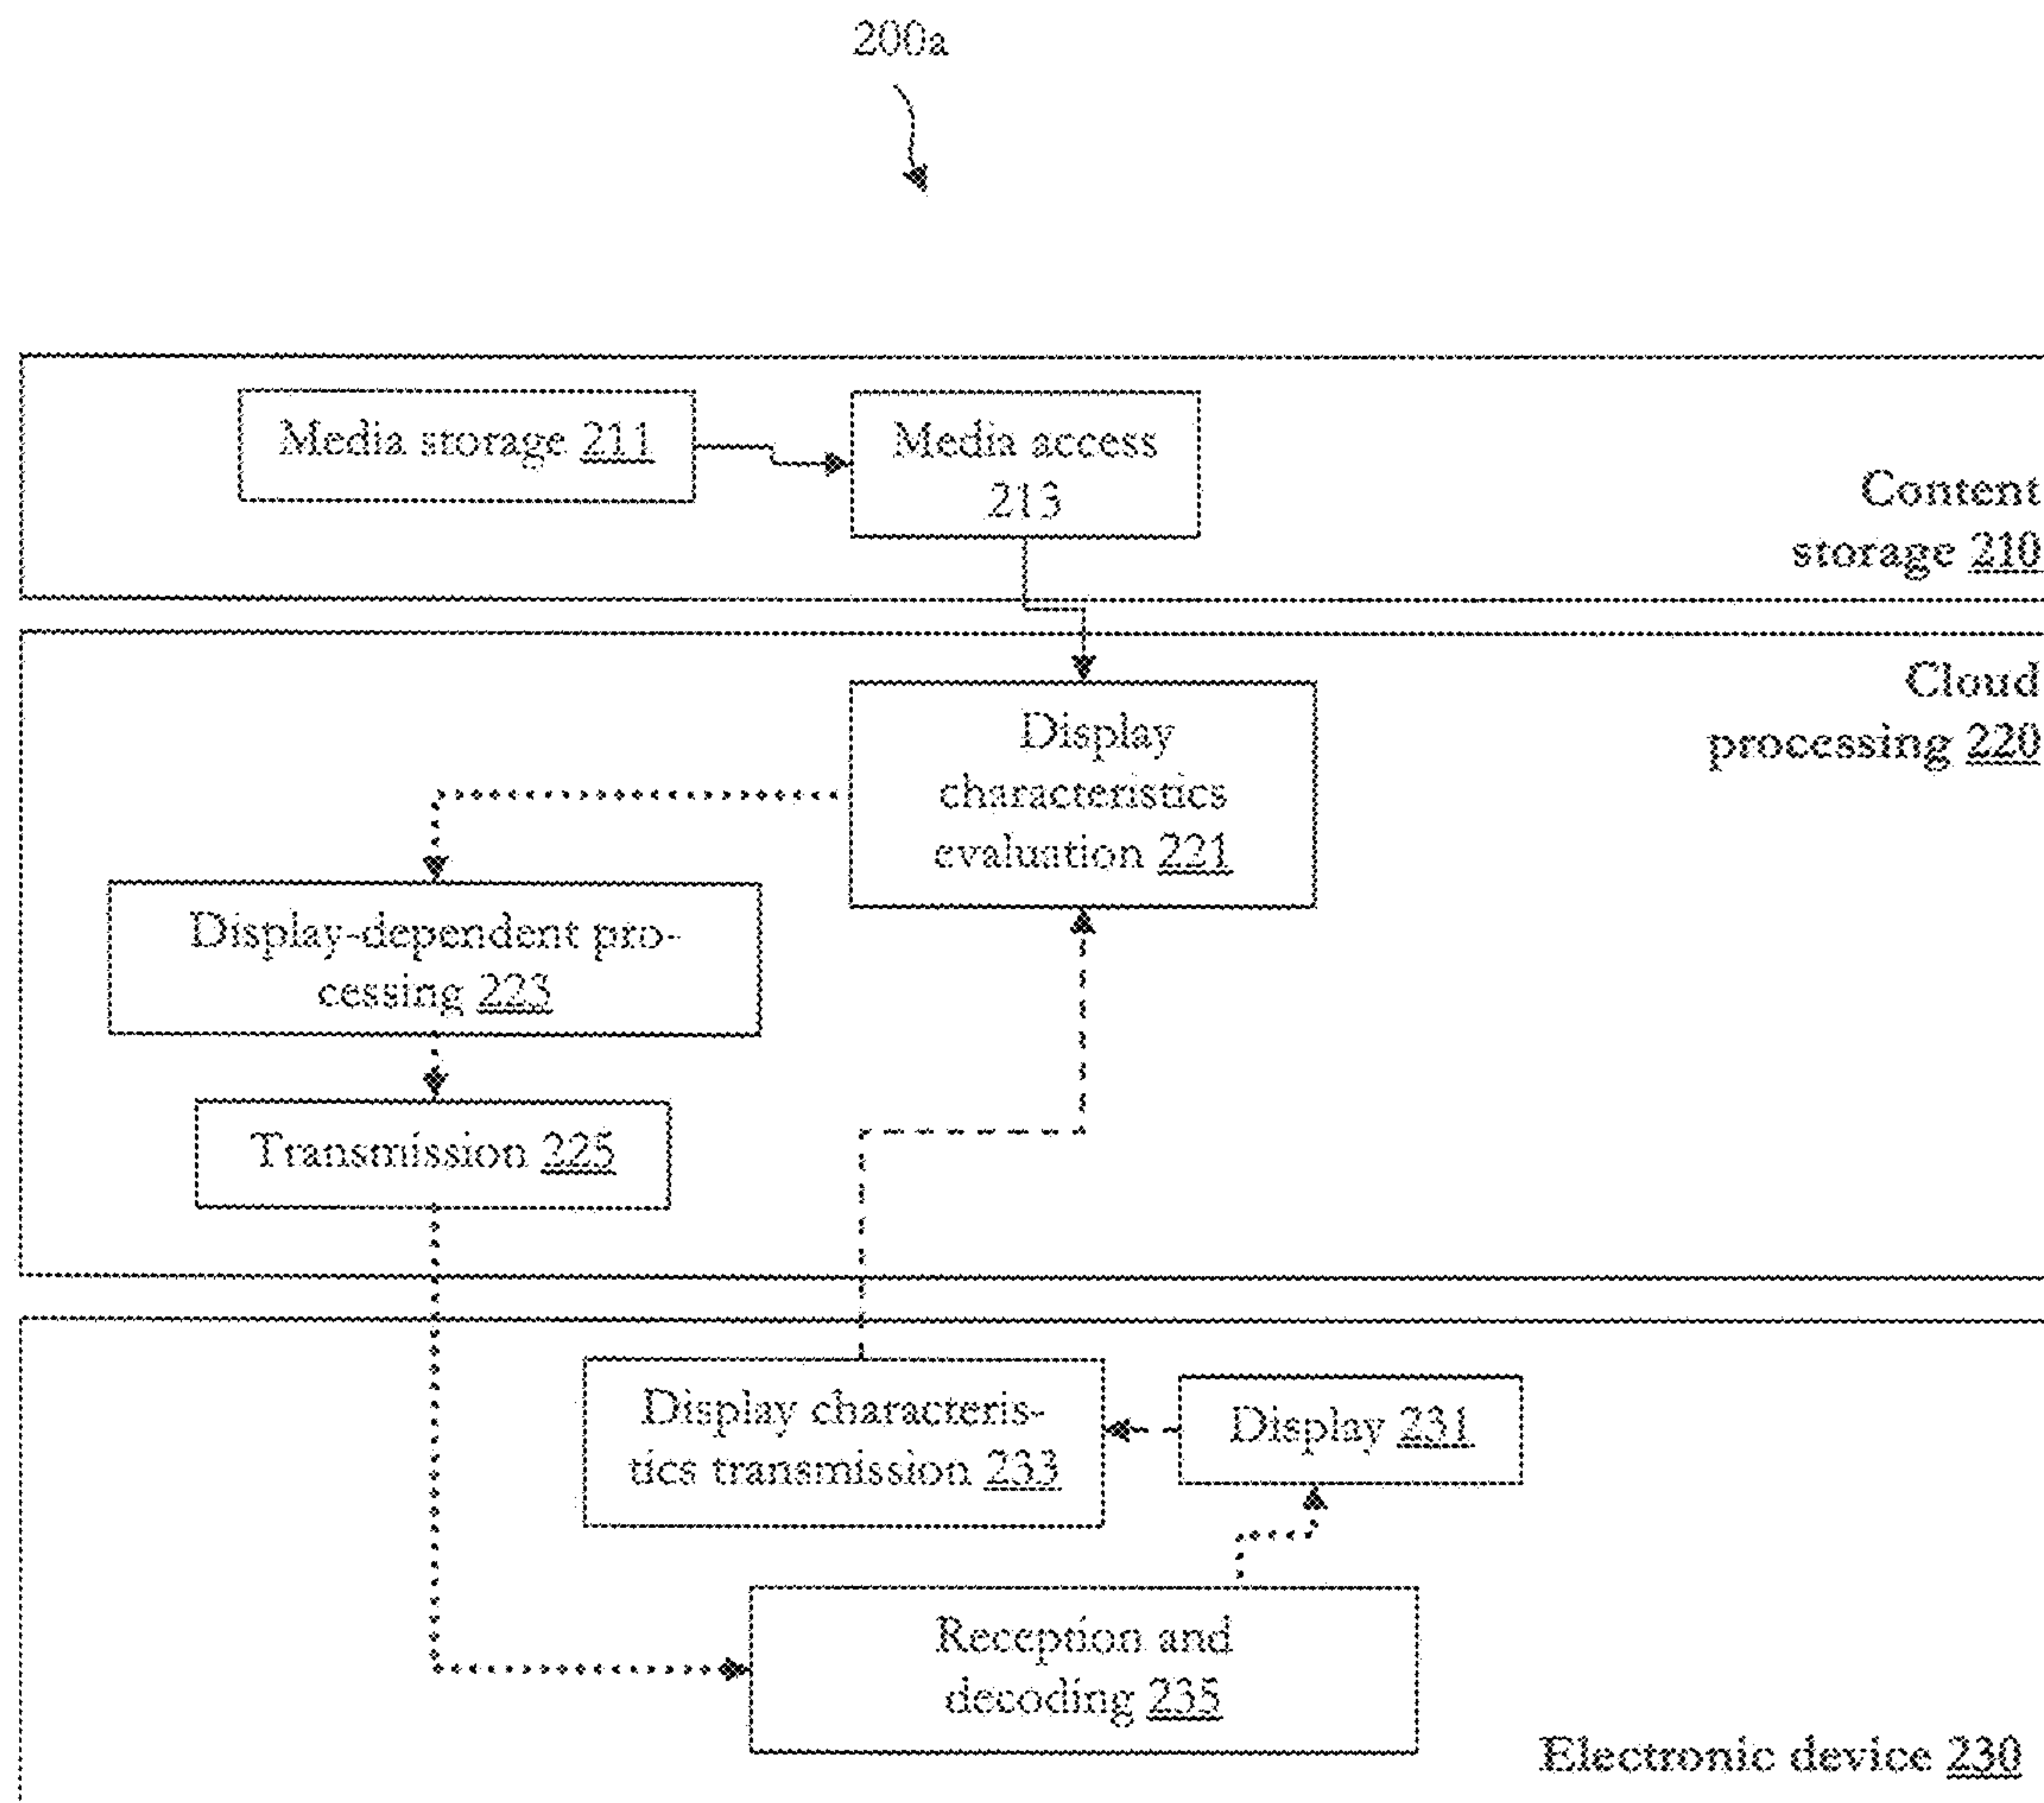 200a
Media storage 211
Media access
213
Content
storage 210
Cloud
processing 220
Display
characteristics
evaluation 221
Display-dependent pro-
cessing 223
Transmission 225
Display characteris-
tics transmission 233
Display 231
Reception and
decoding 235
Electronic device 230